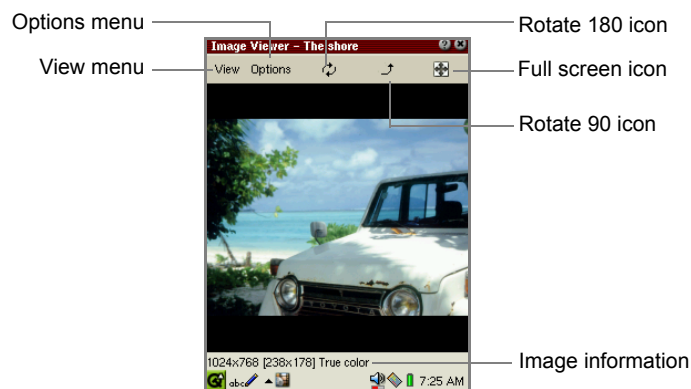 Options menu
Rotate 180 icon
Image Viewer - The shore
View menu
View Options
Full screen icon
Rotate 90 icon
1024x768 [238x178] True color
Image information
abc
7:25 AM